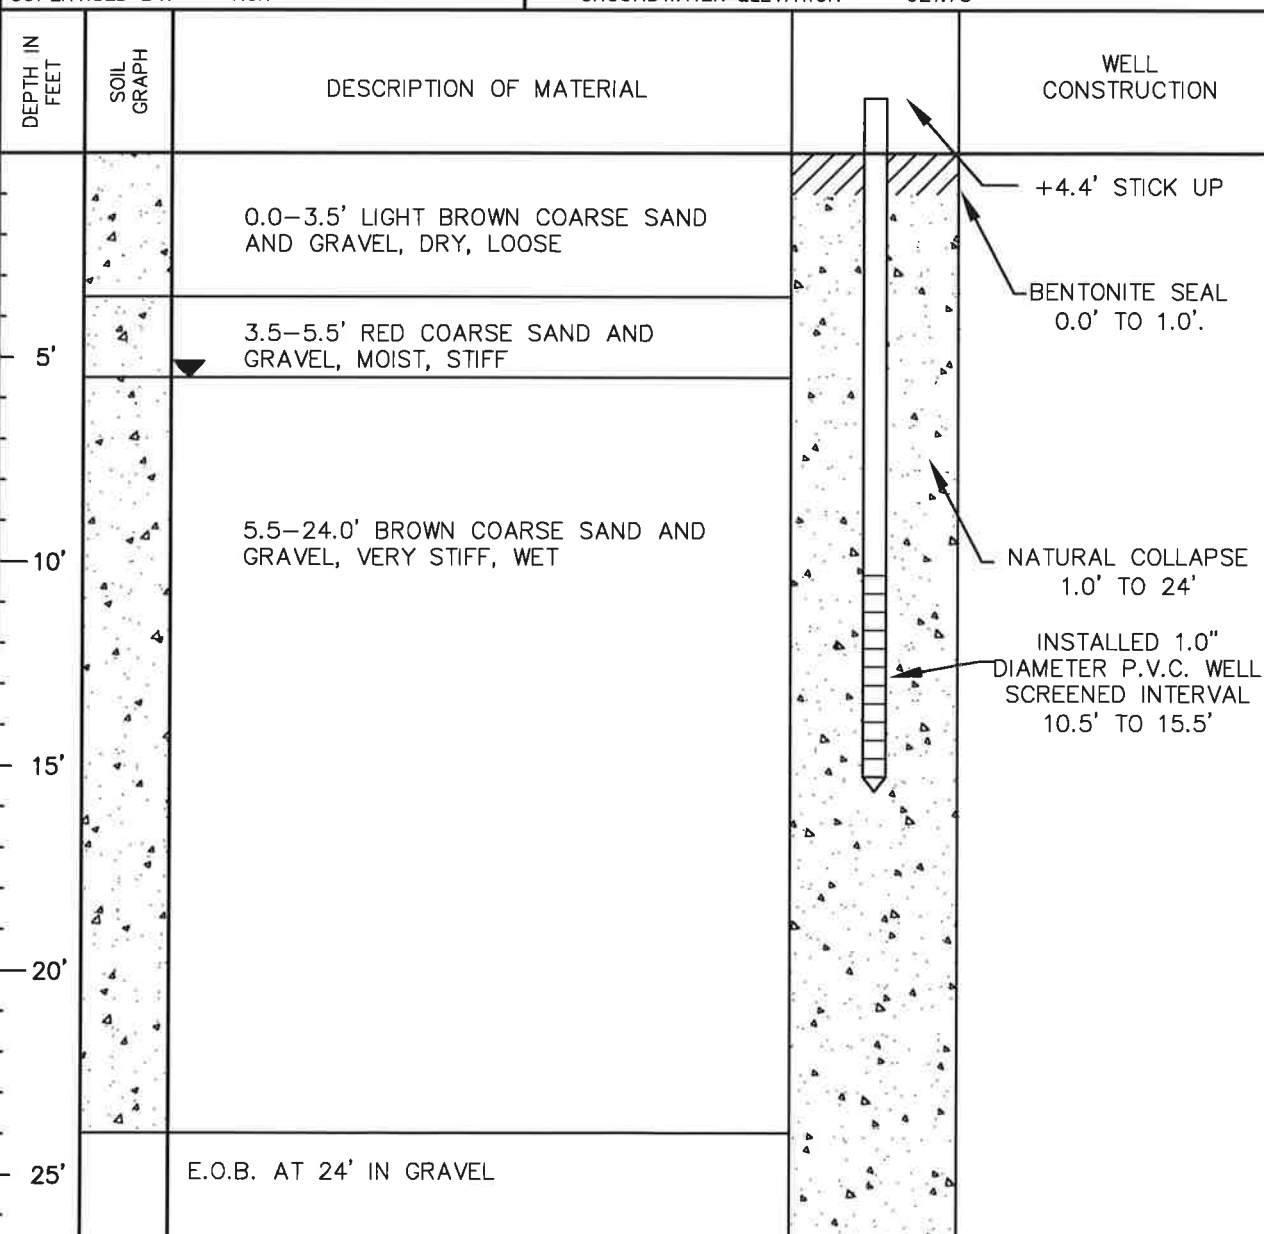 DEPTH IN
FEET
SOIL
GRAPH
DESCRIPTION OF MATERIAL
WELL
CONSTRUCTION
+4.4' STICK UP
0.0-3.5' LIGHT BROWN COARSE SAND
AND GRAVEL, DRY, LOOSE
BENTONITE SEAL
0.0' TO 1.0'.
3.5-5.5' RED COARSE SAND AND
GRAVEL, MOIST, STIFF
5'
5.5-24.0' BROWN COARSE SAND AND
GRAVEL, VERY STIFF, WET
10'
NATURAL COLLAPSE
1.0' TO 24'
INSTALLED 1.0"
DIAMETER P.V.C. WELL
SCREENED INTERVAL
10.5' TO 15.5'
15'
20'
25'
E.O.B. AT 24' IN GRAVEL